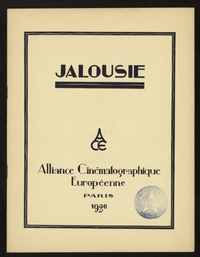 JALOUSIE
ACE
Alliance Cinématographique
Européenne
PARIS
1926